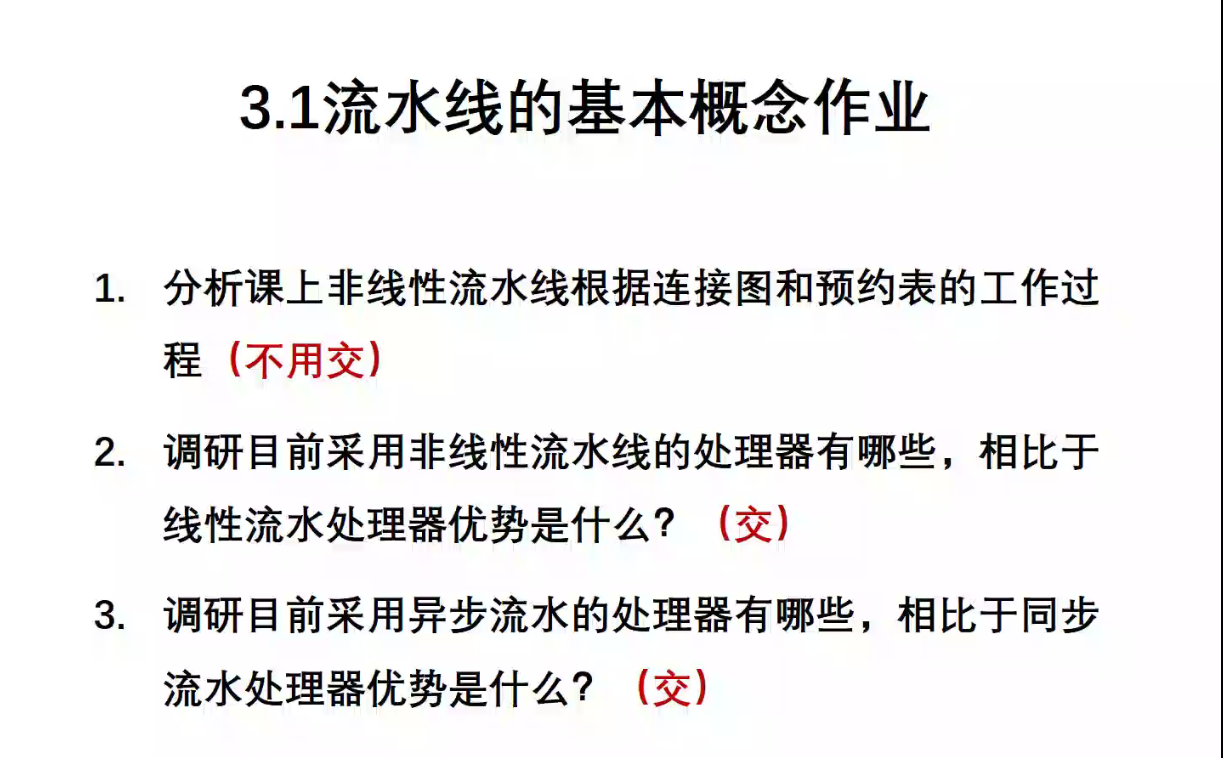 3.1流水线的基本概念作业
1. 分析课上非线性流水线根据连接图和预约表的工作过
程（不用交）
2. 调研目前采用非线性流水线的处理器有哪些，相比于
线性流水处理器优势是什么？（交）
3. 调研目前采用异步流水的处理器有哪些，相比于同步
流水处理器优势是什么？（交）